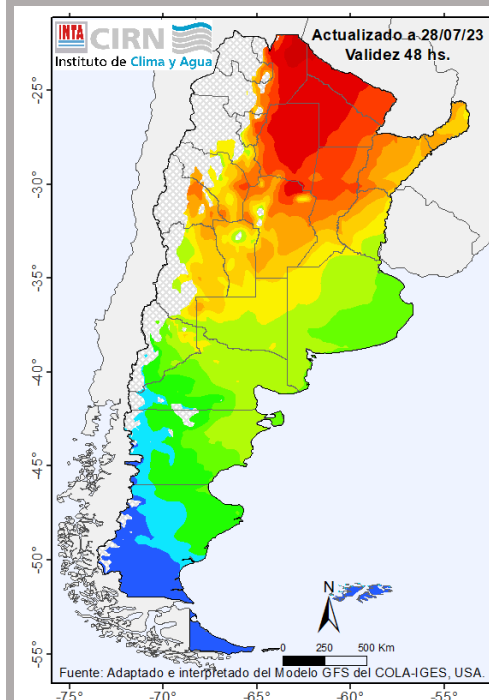 INTA CIRN
Instituto de Clima y Agua
Actualizado a 28/07/23
Validez 48 hs.
-25°
-30°
-35°
-40°
-45°
-50°
-55°
N
0 250 500 Km
Fuente: Adaptado e interpretado del Modelo GFS del COLA-IGES, USA.
-75° -70° -65° -60° -55°